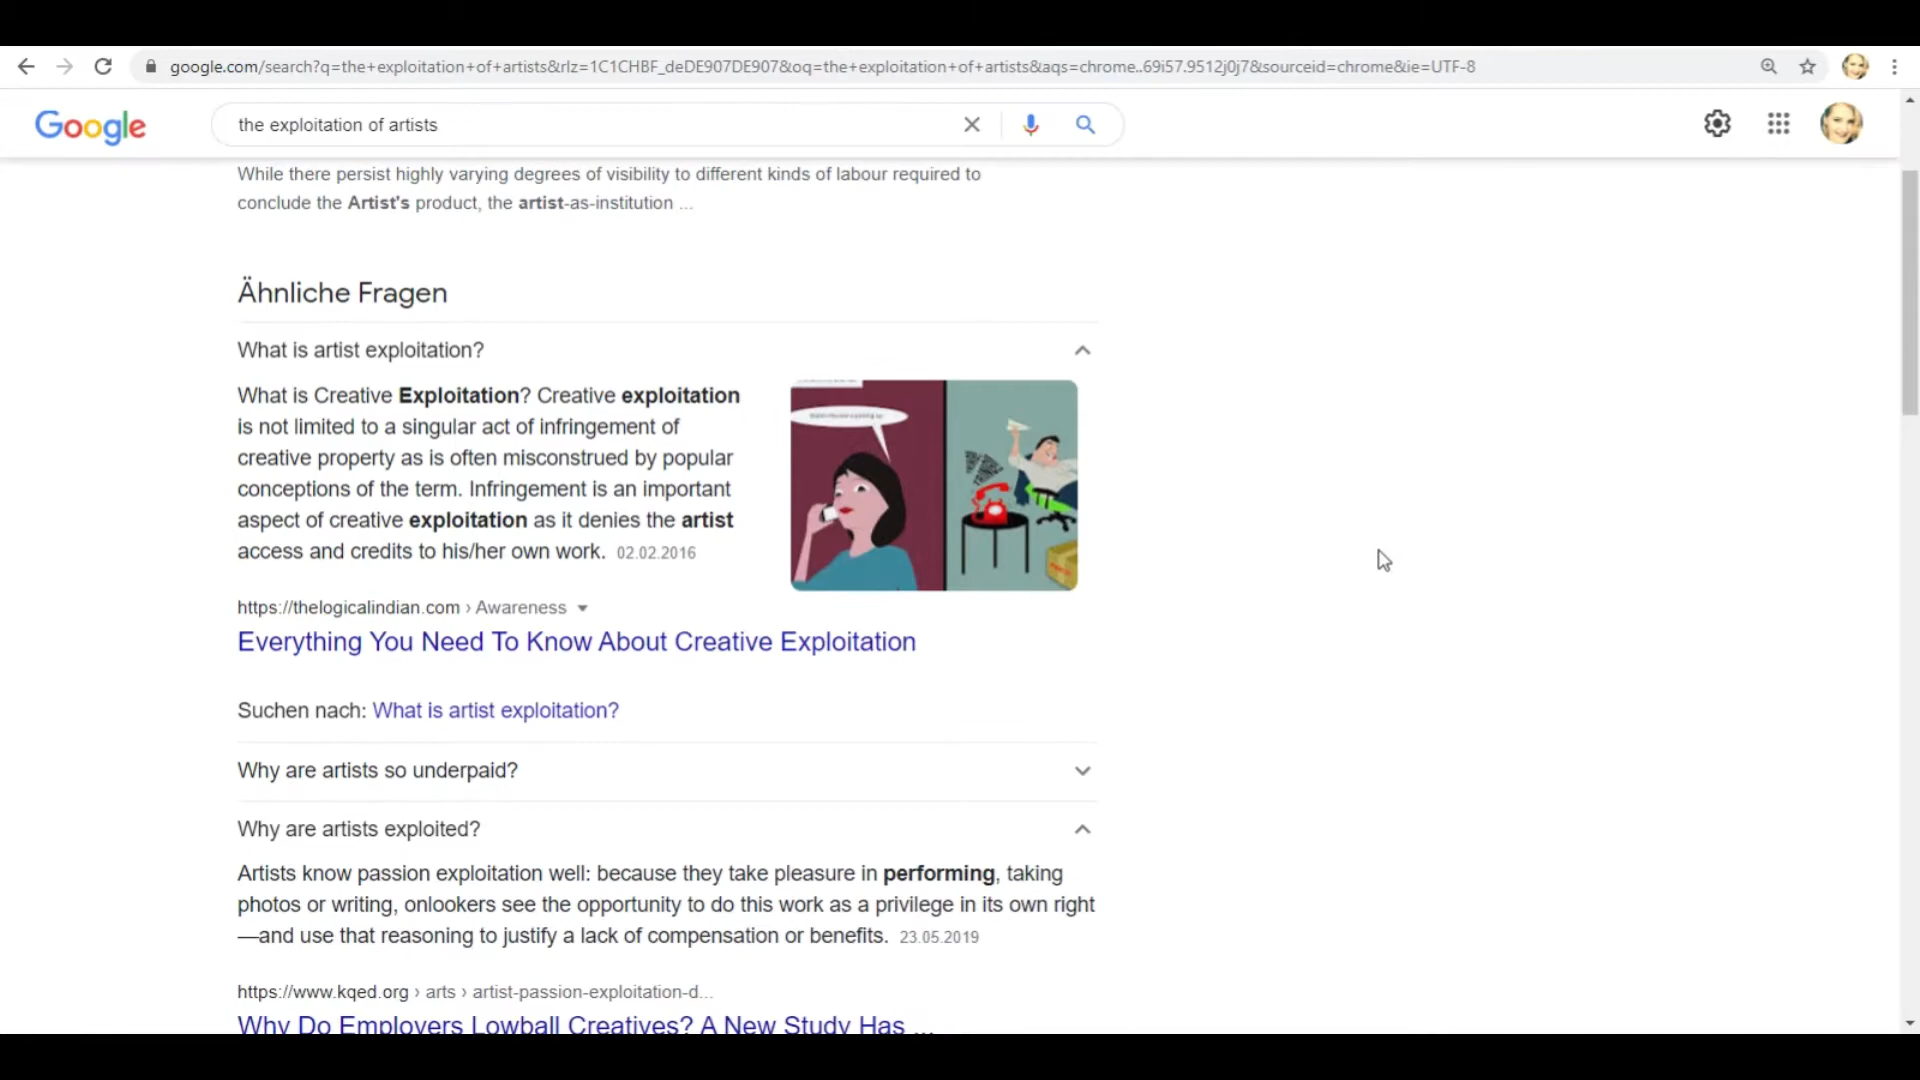 google.com/search?q=the+exploitation+of+artists&rlz=1C1CHBF_deDE907DE907&oq=the+exploitation+of+artists&aqs=chrome..69i57.9512j0j7&sourceid=chrome&ie=UTF-8
Google
the exploitation of artists
While there persist highly varying degrees of visibility to different kinds of labour required to
conclude the Artist's product, the artist-as-institution ...
Ähnliche Fragen
What is artist exploitation?
What is Creative Exploitation? Creative exploitation
is not limited to a singular act of infringement of
creative property as is often misconstrued by popular
conceptions of the term. Infringement is an important
aspect of creative exploitation as it denies the artist
access and credits to his/her own work. 02.02.2016
https://thelogicalindian.com › Awareness
Everything You Need To Know About Creative Exploitation
Suchen nach: What is artist exploitation?
Why are artists so underpaid?
Why are artists exploited?
Artists know passion exploitation well: because they take pleasure in performing, taking
photos or writing, onlookers see the opportunity to do this work as a privilege in its own right
—and use that reasoning to justify a lack of compensation or benefits. 23.05.2019
https://www.kqed.org › arts › artist-passion-exploitation-d...
Why Do Employers Lowball Creatives? A New Study Has ...